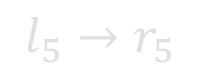 l₅ → r₅